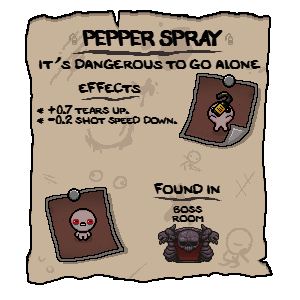 PEPPER SPRAY
IT'S DANGEROUS TO GO ALONE
EFFECTS
* +0.7 TEARS UP.
* -0.2 SHOT SPEED DOWN.
FOUND IN
BOSS
ROOM